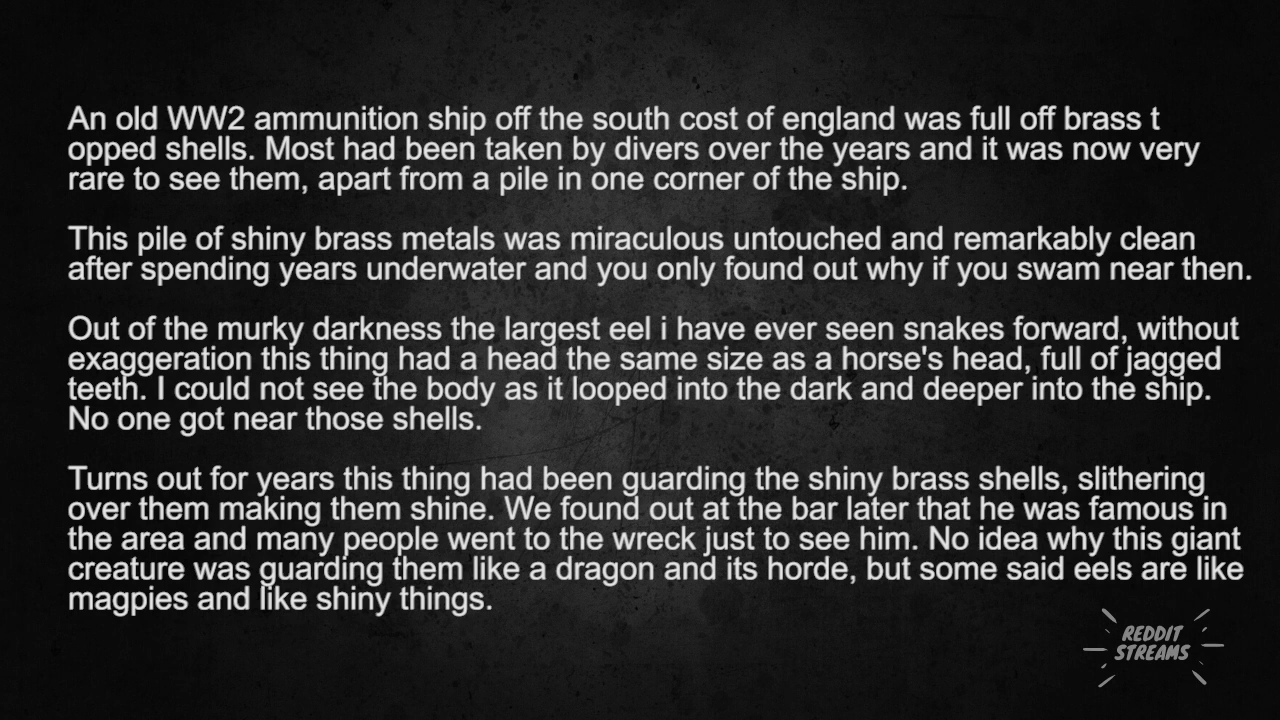 An old WW2 ammunition ship off the south cost of england was full off brass t
opped shells. Most had been taken by divers over the years and it was now very
rare to see them, apart from a pile in one corner of the ship.
This pile of shiny brass metals was miraculous untouched and remarkably clean
after spending years underwater and you only found out why if you swam near then.
Out of the murky darkness the largest eel i have ever seen snakes forward, without
exaggeration this thing had a head the same size as a horse's head, full of jagged
teeth. I could not see the body as it looped into the dark and deeper into the ship.
No one got near those shells.
Turns out for years this thing had been guarding the shiny brass shells, slithering
over them making them shine. We found out at the bar later that he was famous in
the area and many people went to the wreck just to see him. No idea why this giant
creature was guarding them like a dragon and its horde, but some said eels are like
magpies and like shiny things.
REDDIT
STREAMS